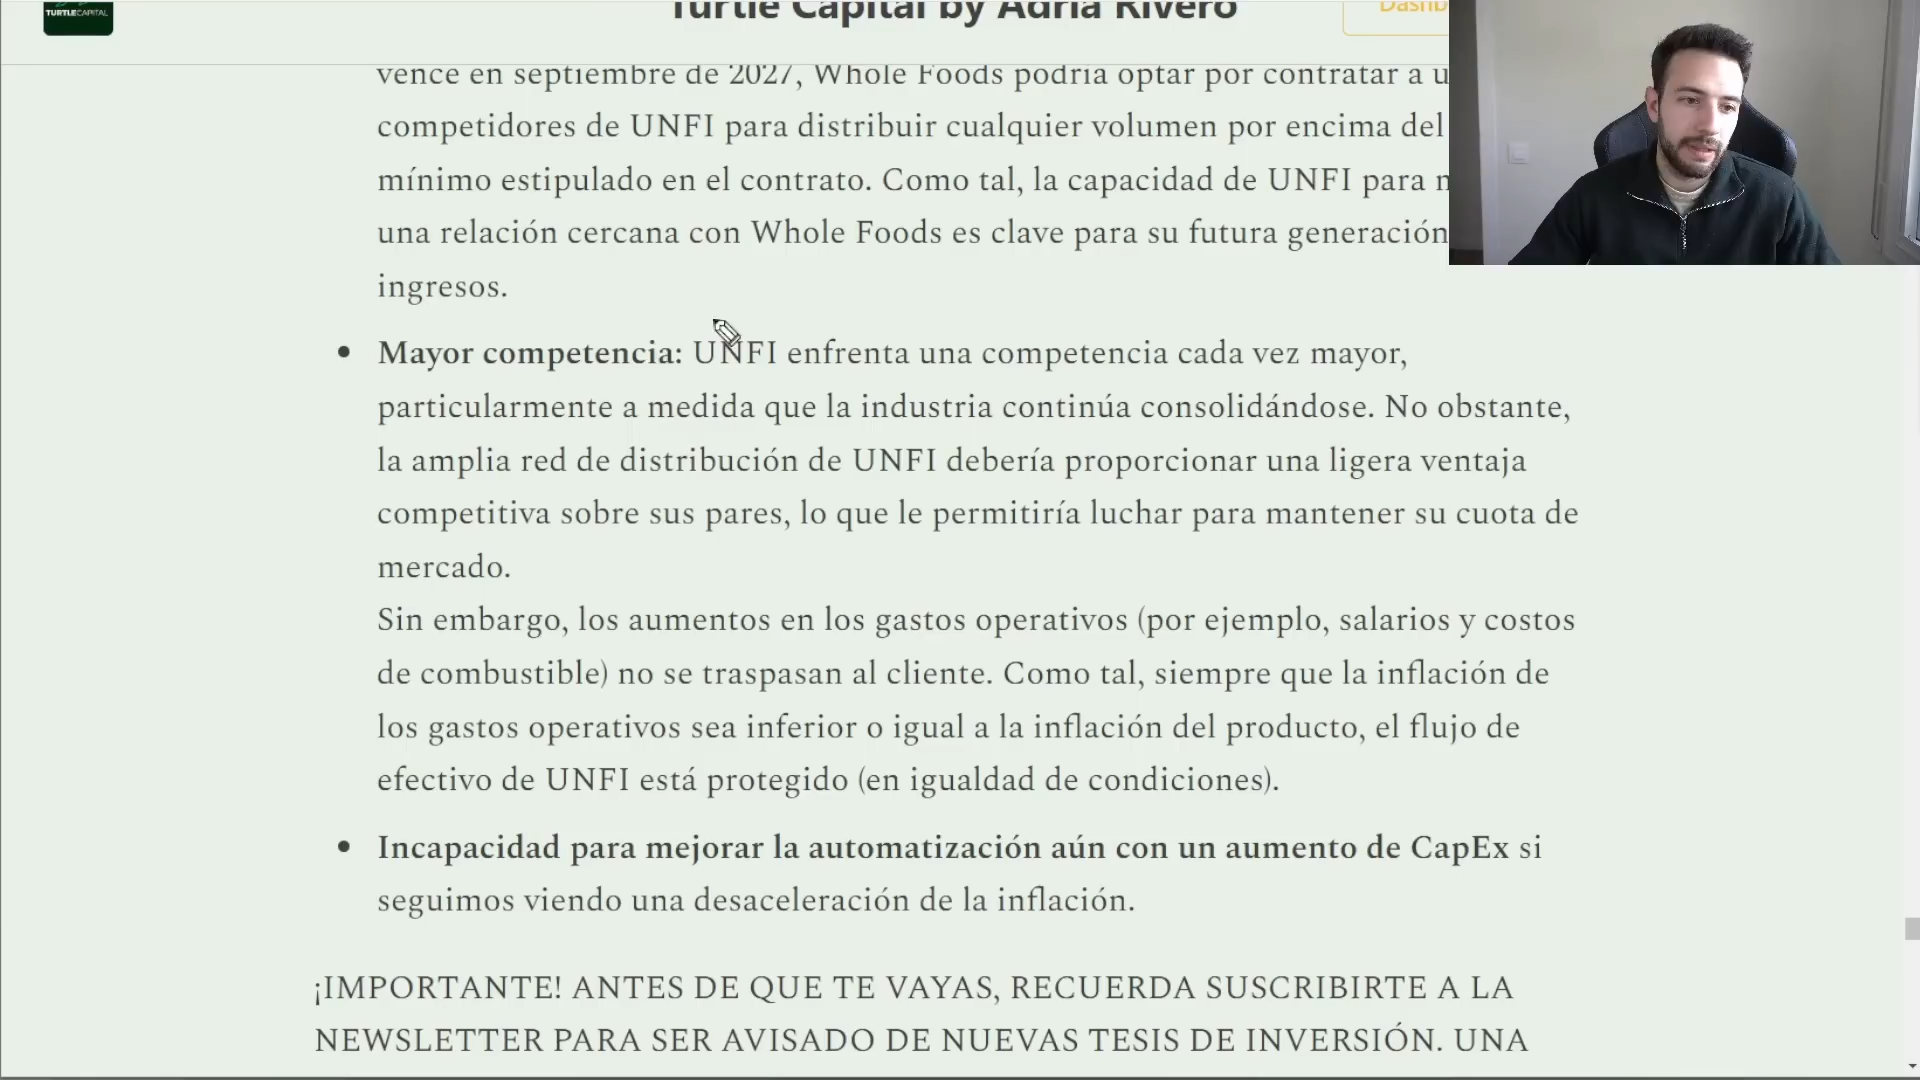 TURTLECAPITAL
Turtle Capital by Adrià Rivero
Dashb
vence en septiembre de 2027, Whole Foods podría optar por contratar a u
competidores de UNFI para distribuir cualquier volumen por encima del
mínimo estipulado en el contrato. Como tal, la capacidad de UNFI para
una relación cercana con Whole Foods es clave para su futura generación
ingresos.
• Mayor competencia: UNFI enfrenta una competencia cada vez mayor,
particularmente a medida que la industria continúa consolidándose. No obstante,
la amplia red de distribución de UNFI debería proporcionar una ligera ventaja
competitiva sobre sus pares, lo que le permitiría luchar para mantener su cuota de
mercado.
Sin embargo, los aumentos en los gastos operativos (por ejemplo, salarios y costos
de combustible) no se traspasan al cliente. Como tal, siempre que la inflación de
los gastos operativos sea inferior o igual a la inflación del producto, el flujo de
efectivo de UNFI está protegido (en igualdad de condiciones).
• Incapacidad para mejorar la automatización aún con un aumento de CapEx si
seguimos viendo una desaceleración de la inflación.
¡IMPORTANTE! ANTES DE QUE TE VAYAS, RECUERDA SUSCRIBIRTE A LA
NEWSLETTER PARA SER AVISADO DE NUEVAS TESIS DE INVERSIÓN. UNA